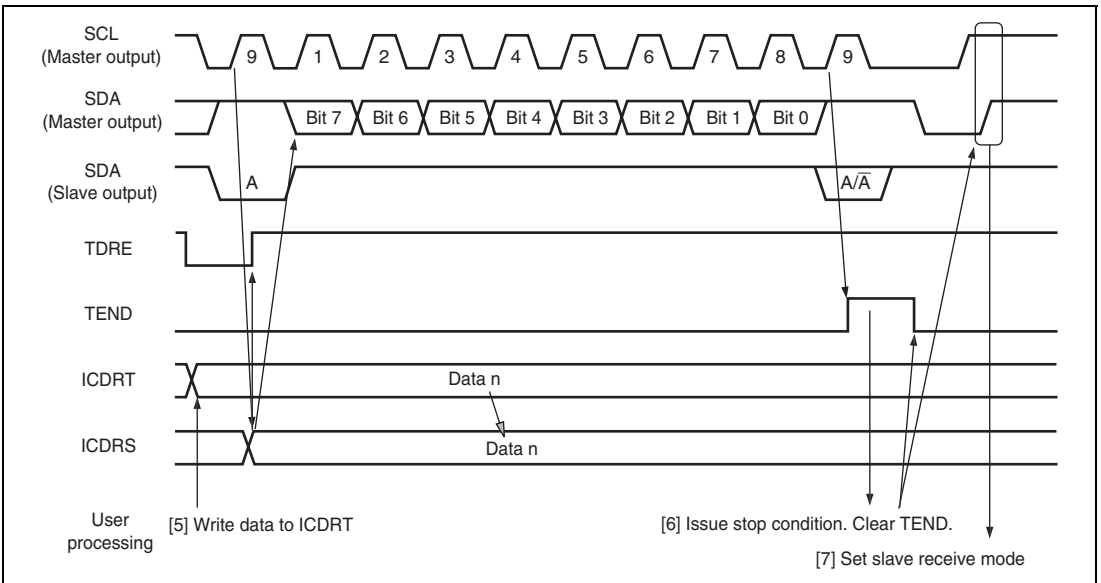 SCL
(Master output)
9 1 2 3 4 5 6 7 8 9
SDA
(Master output)
Bit 7 Bit 6 Bit 5 Bit 4 Bit 3 Bit 2 Bit 1 Bit 0
SDA
(Slave output)
A A/A̅
TDRE
TEND
ICDRT
Data n
ICDRS
Data n
User
processing
[5] Write data to ICDRT
[6] Issue stop condition. Clear TEND.
[7] Set slave receive mode